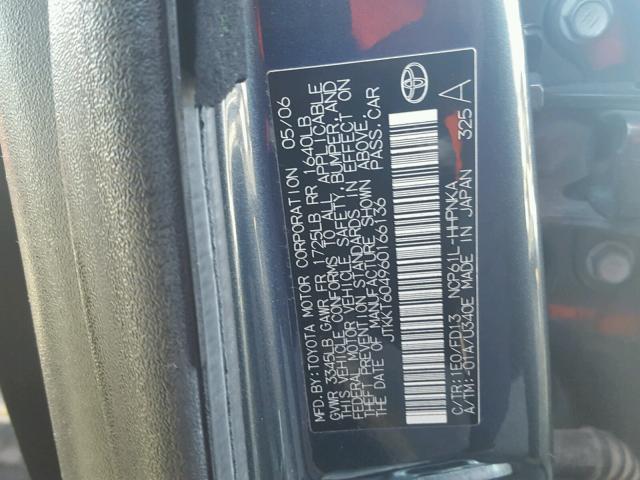 MFD. BY: TOYOTA MOTOR CORPORATION 05/06
GVWR 3345LB GAWR FR 1725LB RR 1640LB
THIS VEHICLE CONFORMS TO ALL APPLICABLE
FEDERAL MOTOR VEHICLE SAFETY, BUMPER, AND
THEFT PREVENTION STANDARDS IN EFFECT ON
THE DATE OF MANUFACTURE SHOWN ABOVE.
JTKKT604960166136 PASS. CAR
C/TR: 1E0/FD13 NCP61L-HHPNKA 325
A/TM: -01A/U340E MADE IN JAPAN A